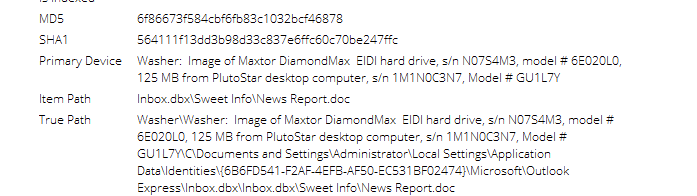 Is Indexed
MD5 6f86673f584cbf6fb83c1032bcf46878
SHA1 564111f13dd3b98d33c837e6ffc60c70be247ffc
Primary Device Washer: Image of Maxtor DiamondMax EIDI hard drive, s/n N07S4M3, model # 6E020L0,
125 MB from PlutoStar desktop computer, s/n 1M1N0C3N7, Model # GU1L7Y
Item Path Inbox.dbx\Sweet Info\News Report.doc
True Path Washer\Washer: Image of Maxtor DiamondMax EIDI hard drive, s/n N07S4M3, model #
6E020L0, 125 MB from PlutoStar desktop computer, s/n 1M1N0C3N7, Model #
GU1L7Y\C\Documents and Settings\Administrator\Local Settings\Application
Data\Identities\{6B6FD541-F2AF-4EFB-AF50-EC531BF02474}\Microsoft\Outlook
Express\Inbox.dbx\Inbox.dbx\Sweet Info\News Report.doc